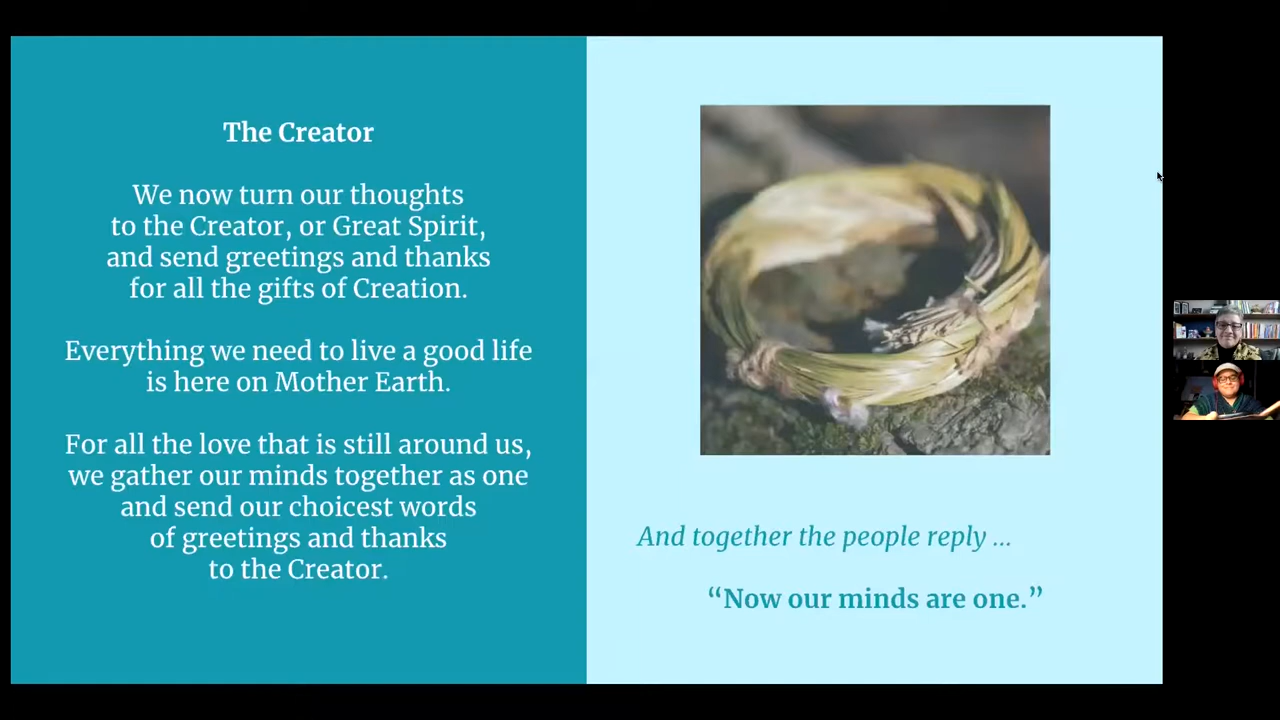 The Creator
We now turn our thoughts
to the Creator, or Great Spirit,
and send greetings and thanks
for all the gifts of Creation.
Everything we need to live a good life
is here on Mother Earth.
For all the love that is still around us,
we gather our minds together as one
and send our choicest words
of greetings and thanks
to the Creator.
And together the people reply ...
“Now our minds are one.”